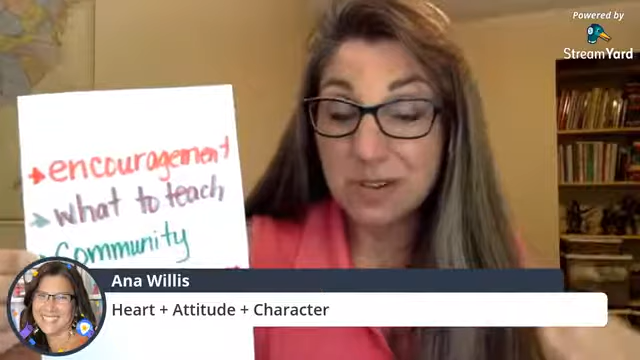 Powered by
StreamYard
→encouragement
→what to teach
community
Ana Willis
Heart + Attitude + Character